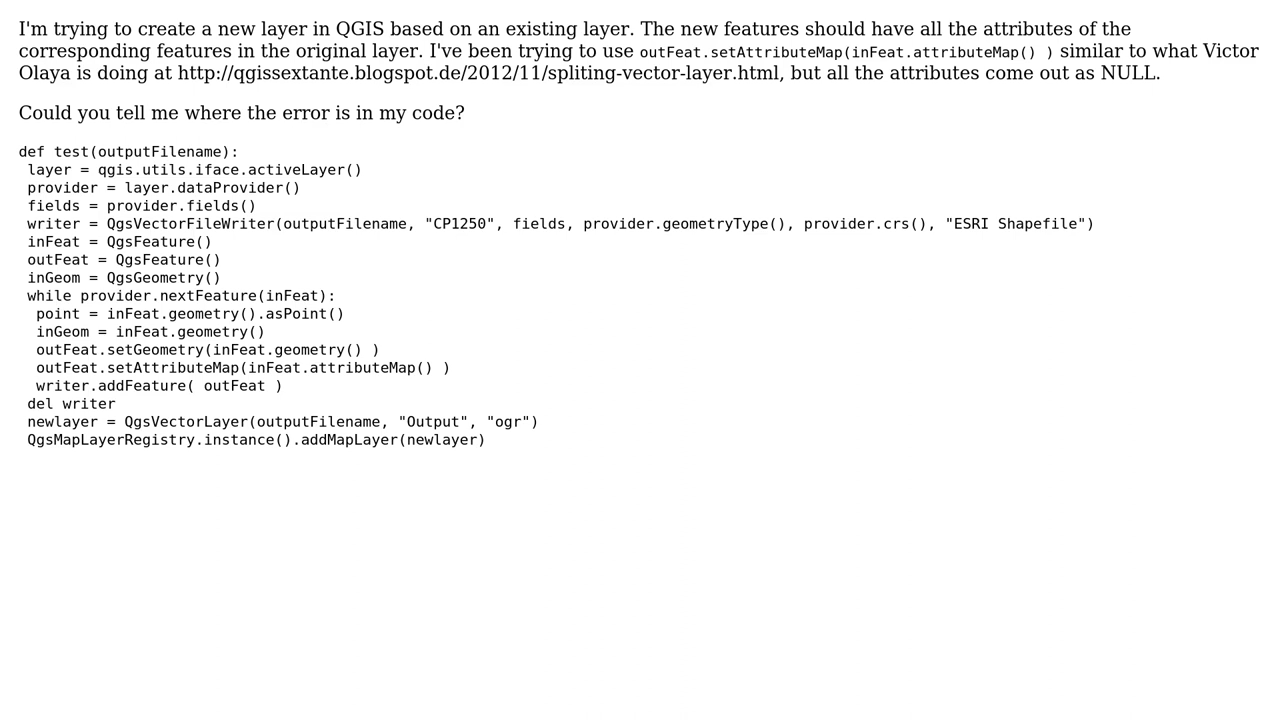 I'm trying to create a new layer in QGIS based on an existing layer. The new features should have all the attributes of the
corresponding features in the original layer. I've been trying to use outFeat.setAttributeMap(inFeat.attributeMap() ) similar to what Victor
Olaya is doing at http://qgissextante.blogspot.de/2012/11/spliting-vector-layer.html, but all the attributes come out as NULL.
Could you tell me where the error is in my code?
def test(outputFilename):
 layer = qgis.utils.iface.activeLayer()
 provider = layer.dataProvider()
 fields = provider.fields()
 writer = QgsVectorFileWriter(outputFilename, "CP1250", fields, provider.geometryType(), provider.crs(), "ESRI Shapefile")
 inFeat = QgsFeature()
 outFeat = QgsFeature()
 inGeom = QgsGeometry()
 while provider.nextFeature(inFeat):
  point = inFeat.geometry().asPoint()
  inGeom = inFeat.geometry()
  outFeat.setGeometry(inFeat.geometry() )
  outFeat.setAttributeMap(inFeat.attributeMap() )
  writer.addFeature( outFeat )
 del writer
 newlayer = QgsVectorLayer(outputFilename, "Output", "ogr")
 QgsMapLayerRegistry.instance().addMapLayer(newlayer)